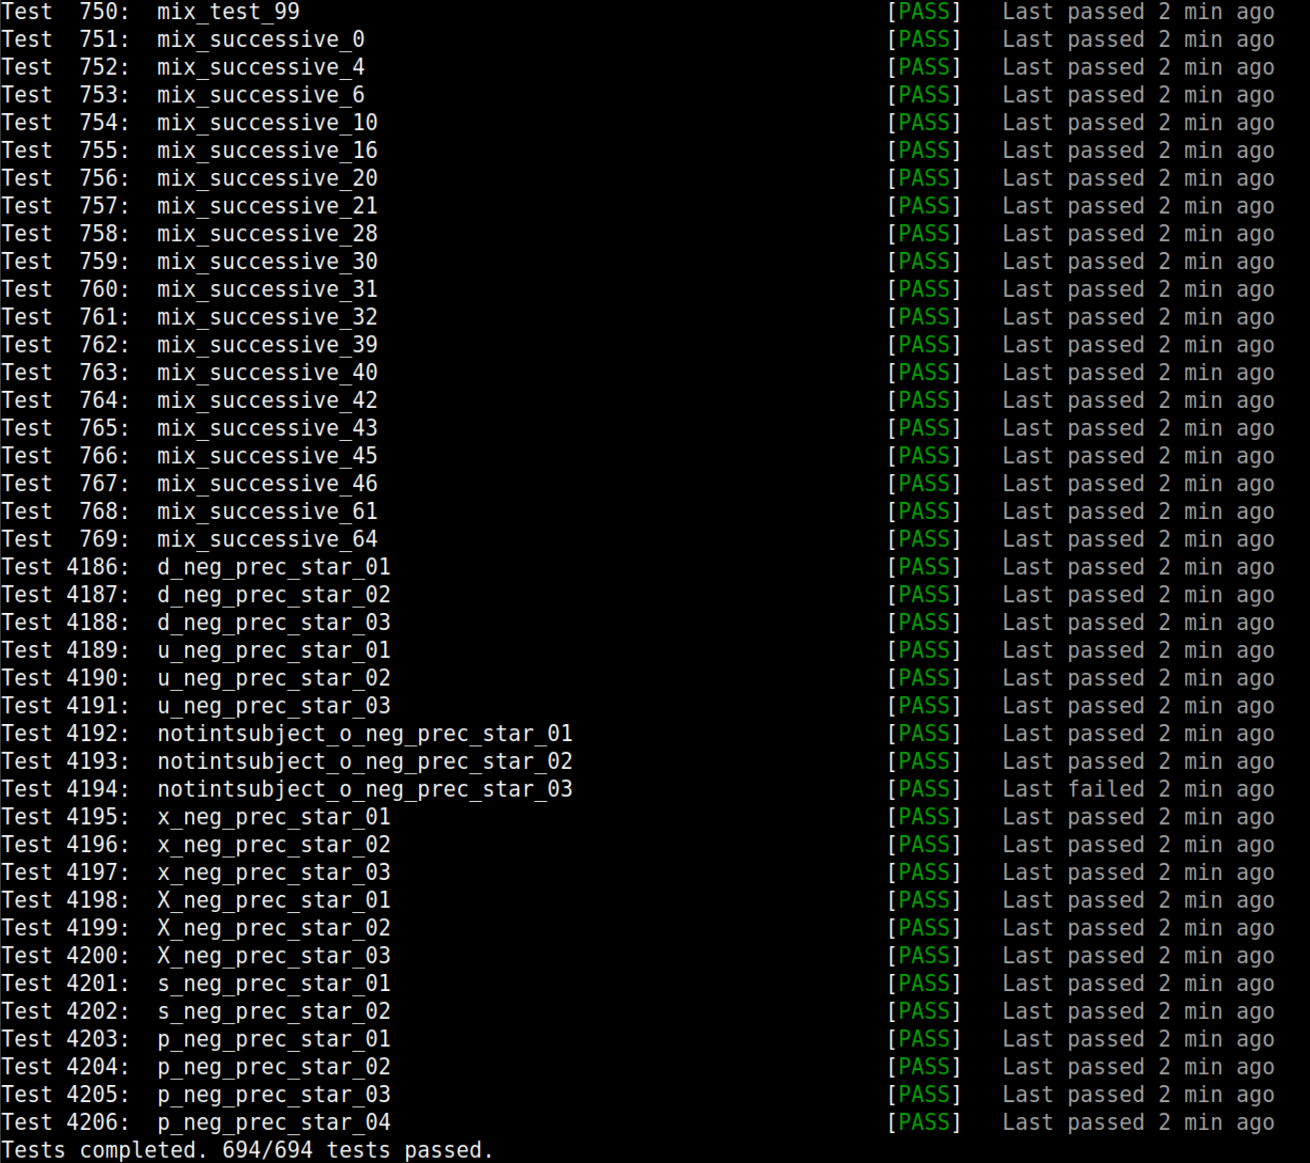 Test  750:  mix_test_99 [PASS] Last passed 2 min ago
Test  751:  mix_successive_0 [PASS] Last passed 2 min ago
Test  752:  mix_successive_4 [PASS] Last passed 2 min ago
Test  753:  mix_successive_6 [PASS] Last passed 2 min ago
Test  754:  mix_successive_10 [PASS] Last passed 2 min ago
Test  755:  mix_successive_16 [PASS] Last passed 2 min ago
Test  756:  mix_successive_20 [PASS] Last passed 2 min ago
Test  757:  mix_successive_21 [PASS] Last passed 2 min ago
Test  758:  mix_successive_28 [PASS] Last passed 2 min ago
Test  759:  mix_successive_30 [PASS] Last passed 2 min ago
Test  760:  mix_successive_31 [PASS] Last passed 2 min ago
Test  761:  mix_successive_32 [PASS] Last passed 2 min ago
Test  762:  mix_successive_39 [PASS] Last passed 2 min ago
Test  763:  mix_successive_40 [PASS] Last passed 2 min ago
Test  764:  mix_successive_42 [PASS] Last passed 2 min ago
Test  765:  mix_successive_43 [PASS] Last passed 2 min ago
Test  766:  mix_successive_45 [PASS] Last passed 2 min ago
Test  767:  mix_successive_46 [PASS] Last passed 2 min ago
Test  768:  mix_successive_61 [PASS] Last passed 2 min ago
Test  769:  mix_successive_64 [PASS] Last passed 2 min ago
Test 4186:  d_neg_prec_star_01 [PASS] Last passed 2 min ago
Test 4187:  d_neg_prec_star_02 [PASS] Last passed 2 min ago
Test 4188:  d_neg_prec_star_03 [PASS] Last passed 2 min ago
Test 4189:  u_neg_prec_star_01 [PASS] Last passed 2 min ago
Test 4190:  u_neg_prec_star_02 [PASS] Last passed 2 min ago
Test 4191:  u_neg_prec_star_03 [PASS] Last passed 2 min ago
Test 4192:  notintsubject_o_neg_prec_star_01 [PASS] Last passed 2 min ago
Test 4193:  notintsubject_o_neg_prec_star_02 [PASS] Last passed 2 min ago
Test 4194:  notintsubject_o_neg_prec_star_03 [PASS] Last failed 2 min ago
Test 4195:  x_neg_prec_star_01 [PASS] Last passed 2 min ago
Test 4196:  x_neg_prec_star_02 [PASS] Last passed 2 min ago
Test 4197:  x_neg_prec_star_03 [PASS] Last passed 2 min ago
Test 4198:  X_neg_prec_star_01 [PASS] Last passed 2 min ago
Test 4199:  X_neg_prec_star_02 [PASS] Last passed 2 min ago
Test 4200:  X_neg_prec_star_03 [PASS] Last passed 2 min ago
Test 4201:  s_neg_prec_star_01 [PASS] Last passed 2 min ago
Test 4202:  s_neg_prec_star_02 [PASS] Last passed 2 min ago
Test 4203:  p_neg_prec_star_01 [PASS] Last passed 2 min ago
Test 4204:  p_neg_prec_star_02 [PASS] Last passed 2 min ago
Test 4205:  p_neg_prec_star_03 [PASS] Last passed 2 min ago
Test 4206:  p_neg_prec_star_04 [PASS] Last passed 2 min ago
Tests completed. 694/694 tests passed.